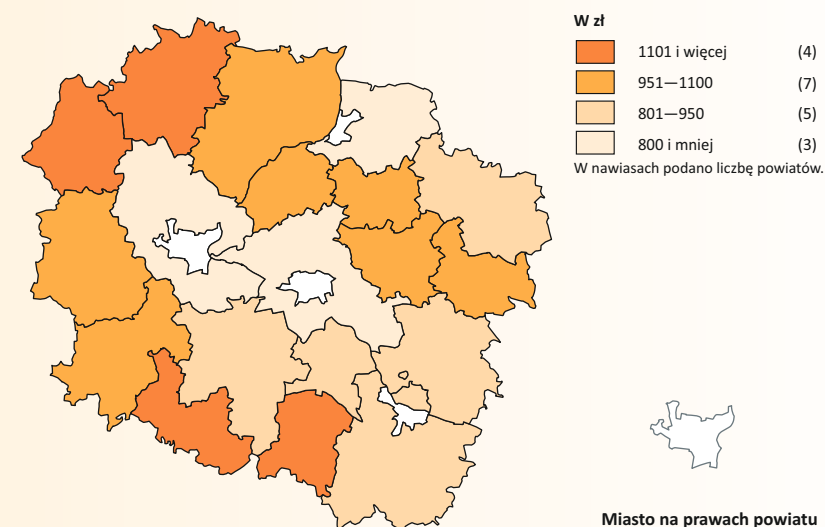 W zł
1101 i więcej (4)
951—1100 (7)
801—950 (5)
800 i mniej (3)
W nawiasach podano liczbę powiatów.
Miasto na prawach powiatu